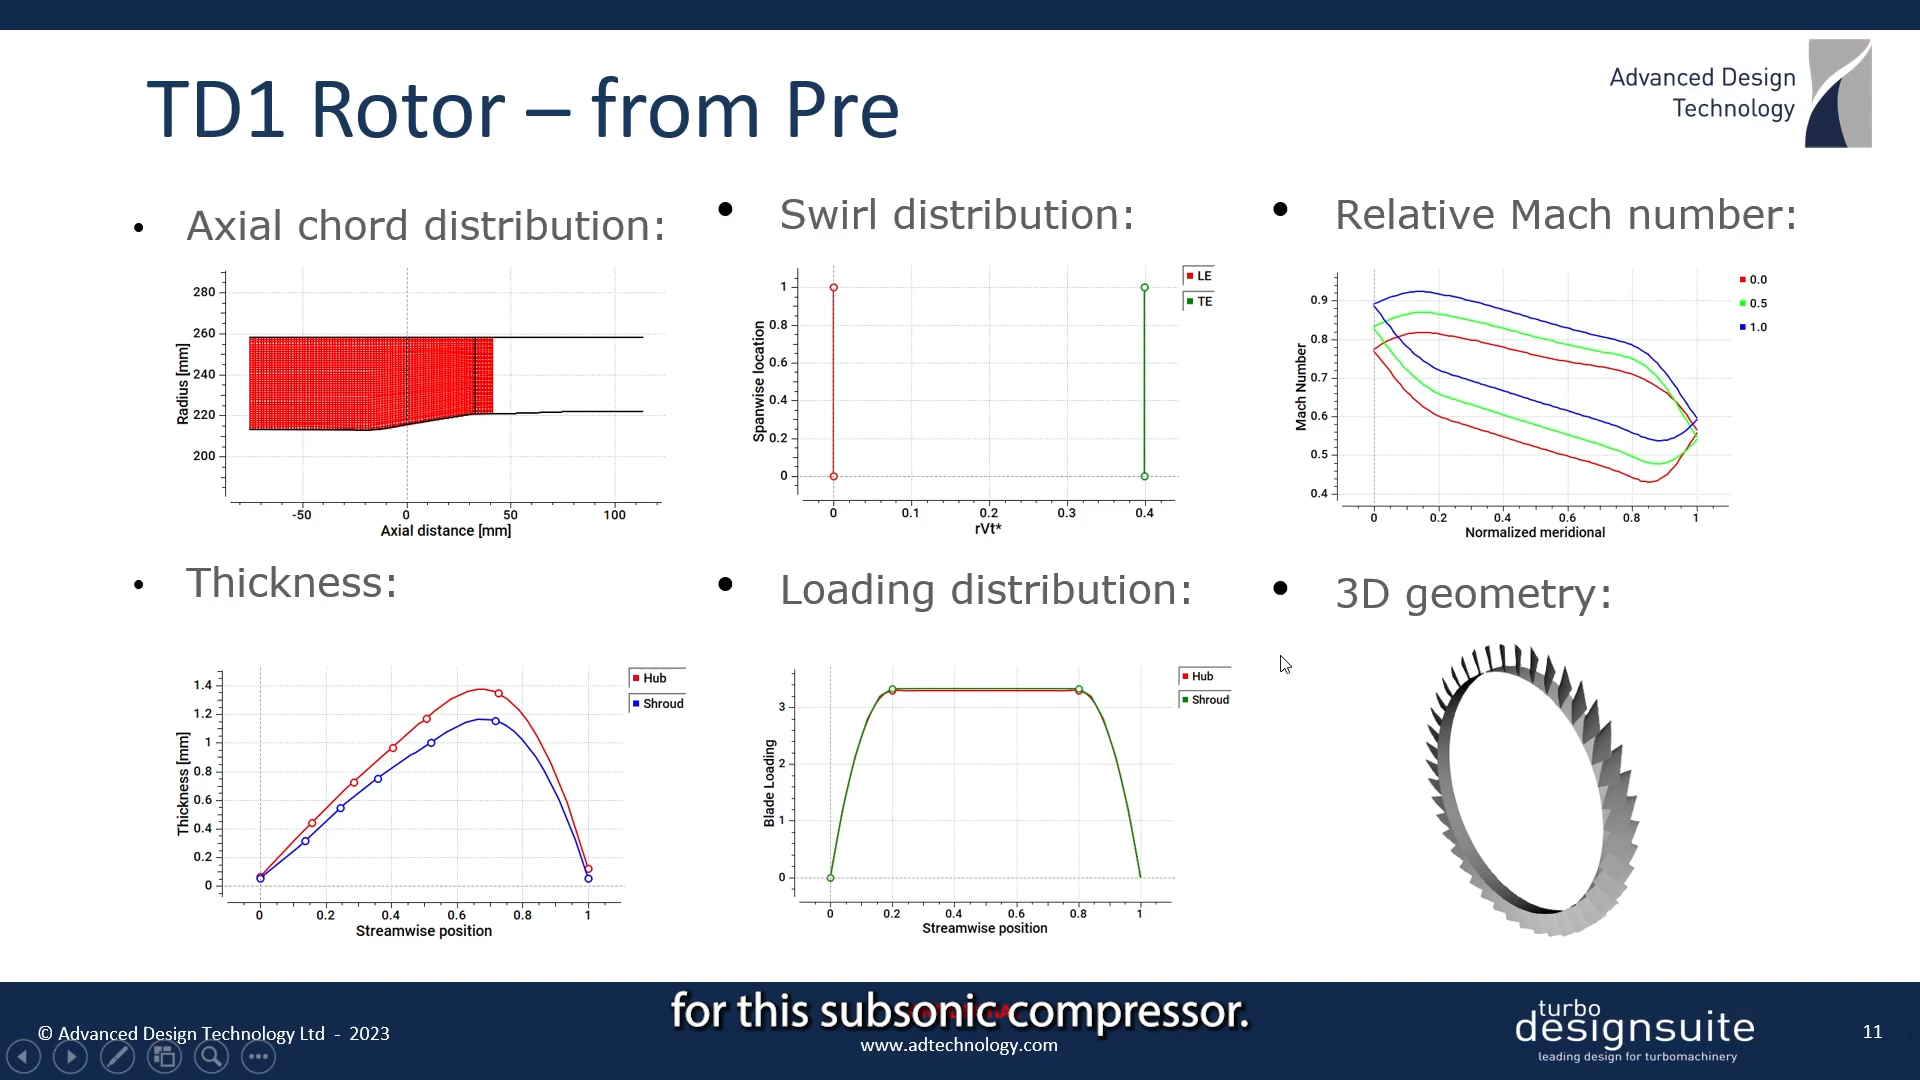 TD1 Rotor – from Pre
Advanced Design
Technology
• Axial chord distribution:
280
260
240
220
200
Radius [mm]
-50 0 50 100
Axial distance [mm]
• Swirl distribution:
LE
TE
1
0.8
0.6
0.4
0.2
0
Spanwise location
0 0.1 0.2 0.3 0.4
rVt*
• Relative Mach number:
0.0
0.5
1.0
0.9
0.8
0.7
0.6
0.5
0.4
Mach Number
0 0.2 0.4 0.6 0.8 1
Normalized meridional
• Thickness:
Hub
Shroud
1.4
1.2
1
0.8
0.6
0.4
0.2
0
Thickness [mm]
0 0.2 0.4 0.6 0.8 1
Streamwise position
• Loading distribution:
Hub
Shroud
3
2
1
0
Blade Loading
0 0.2 0.4 0.6 0.8 1
Streamwise position
• 3D geometry:
for this subsonic compressor.
© Advanced Design Technology Ltd - 2023
www.adtechnology.com
turbo
designsuite
leading design for turbomachinery
11